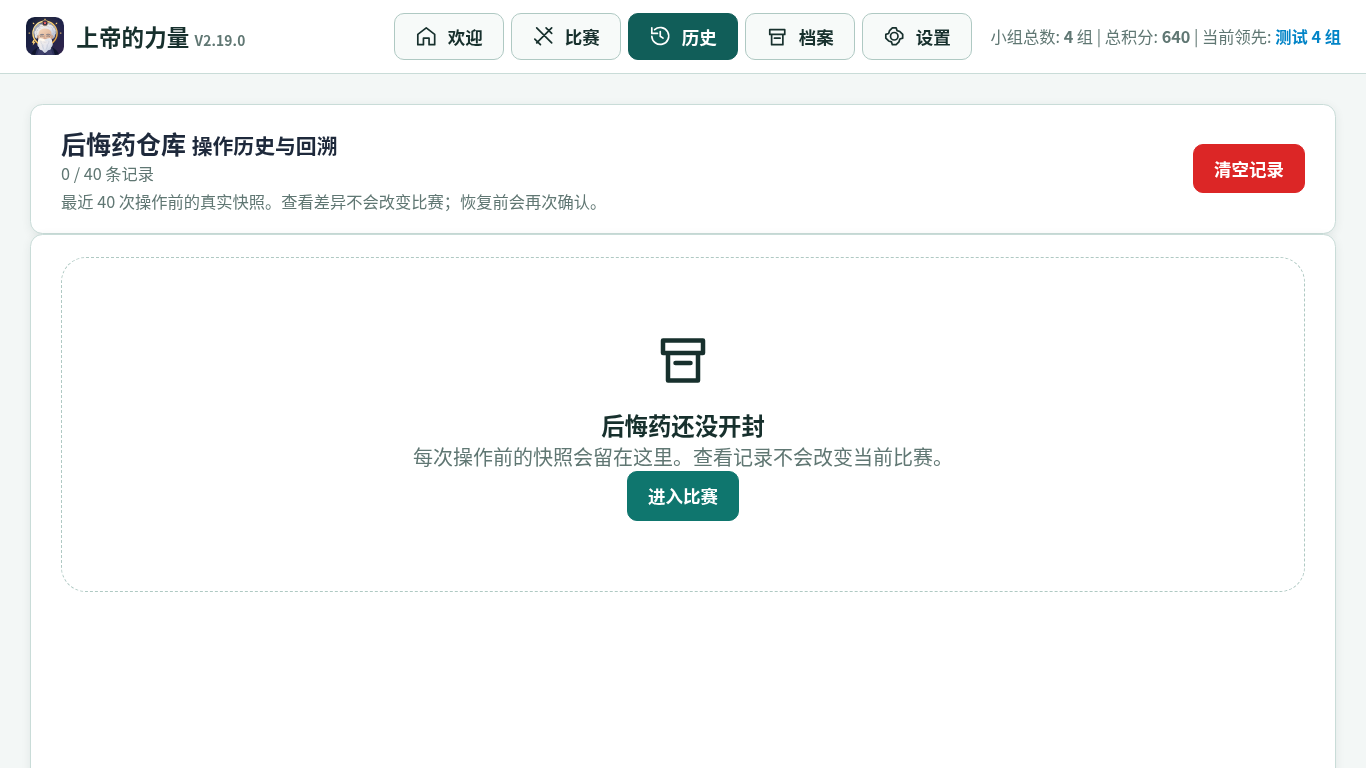 上帝的力量 V2.19.0
欢迎
比赛
历史
档案
设置
小组总数: 4 组 | 总积分: 640 | 当前领先: 测试 4 组
后悔药仓库 操作历史与回溯
0 / 40 条记录
最近 40 次操作前的真实快照。查看差异不会改变比赛；恢复前会再次确认。
清空记录
后悔药还没开封
每次操作前的快照会留在这里。查看记录不会改变当前比赛。
进入比赛